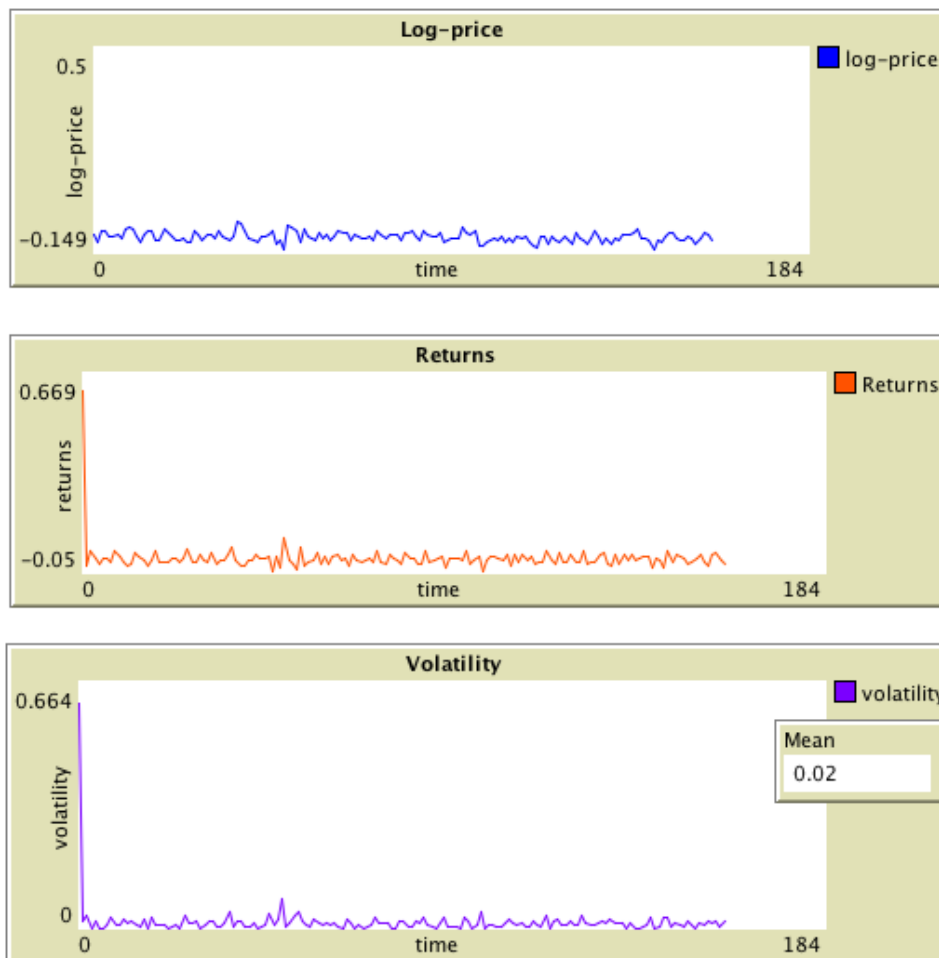 Log-price
0.5
log-price
-0.149
0
time
184
log-price
Returns
0.669
returns
-0.05
0
time
184
Returns
Volatility
0.664
volatility
0
0
time
184
volatility
Mean
0.02